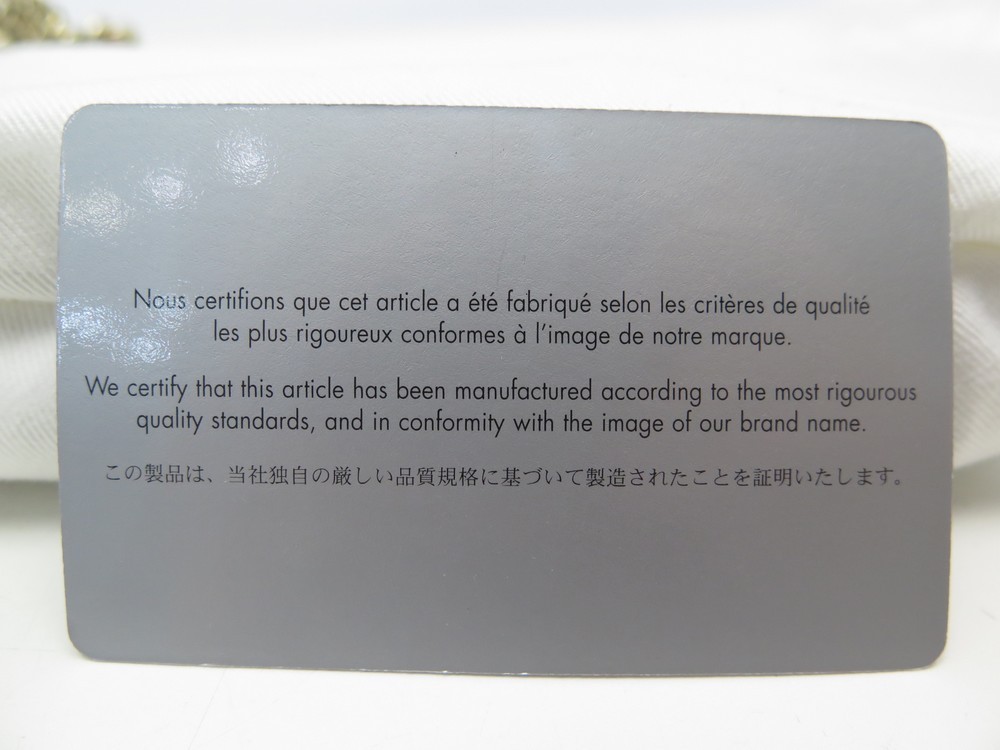 Nous certifions que cet article a été fabriqué selon les critères de qualité
les plus rigoureux conformes à l'image de notre marque.
We certify that this article has been manufactured according to the most rigourous
quality standards, and in conformity with the image of our brand name.
この製品は、当社独自の厳しい品質規格に基づいて製造されたことを証明いたします。